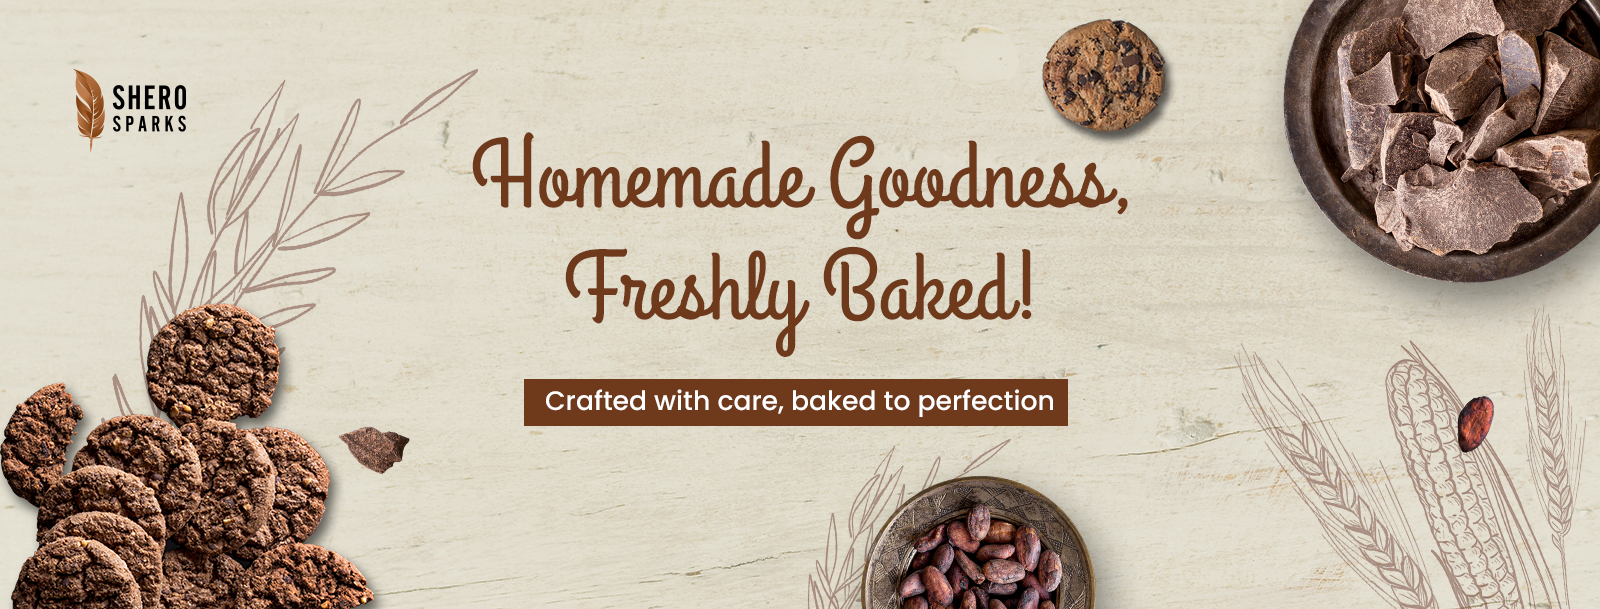 SHERO
SPARKS
Homemade Goodness,
Freshly Baked!
Crafted with care, baked to perfection